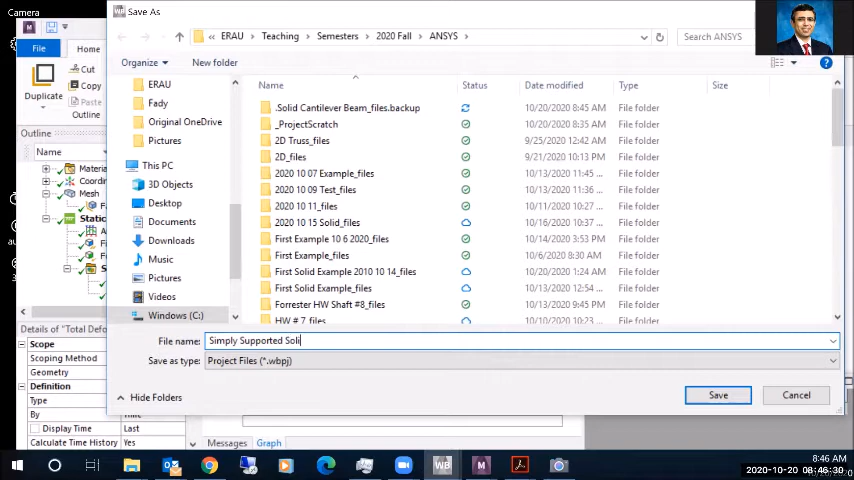 Camera
WB Save As
« ERAU > Teaching > Semesters > 2020 Fall > ANSYS >
Search ANSYS
Organize
New folder
File
Home
Cut
Copy
Paste
Duplicate
Outline
Outline
Name
Materia
Coordin
Mesh
Static
Name
Status
Date modified
Type
Size
ERAU
Fady
Original OneDrive
Pictures
This PC
3D Objects
Desktop
Documents
Downloads
Music
Pictures
Videos
Windows (C:)
.Solid Cantilever Beam_files.backup 10/20/2020 8:45 AM File folder
_ProjectScratch 10/20/2020 8:35 AM File folder
2D Truss_files 9/25/2020 12:42 AM File folder
2D_files 9/21/2020 10:13 PM File folder
2020 10 07 Example_files 10/13/2020 11:45 ... File folder
2020 10 09 Test_files 10/13/2020 11:36 ... File folder
2020 10 11_files 10/11/2020 10:27 ... File folder
2020 10 15 Solid_files 10/16/2020 10:37 ... File folder
First Example 10 6 2020_files 10/14/2020 3:53 PM File folder
First Example_files 10/6/2020 8:30 AM File folder
First Solid Example 2010 10 14_files 10/20/2020 1:24 AM File folder
First Solid Example_files 10/13/2020 12:54 ... File folder
Forrester HW Shaft #8_files 10/13/2020 9:45 PM File folder
HW # 7_files 10/10/2020 10:23 ... File folder
File name: Simply Supported Soli
Save as type: Project Files (*.wbpj)
Hide Folders
Save
Cancel
Details of "Total Defo
Scope
Scoping Method
Definition
Type
By
Display Time
Calculate Time History Yes
Messages Graph
8:46 AM
2020-10-20 08:46:30